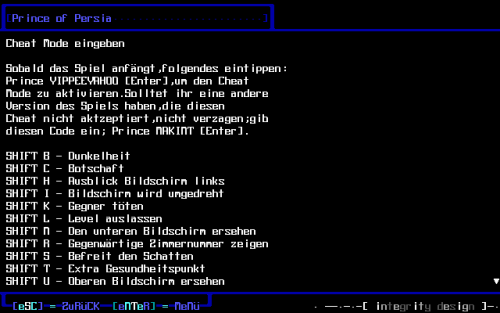 Prince of Persia
Cheat Mode eingeben
Sobald das Spiel anfängt,folgendes eintippen:
Prince YIPPEEYAHOO [Enter],um den Cheat
Mode zu aktivieren.Solltet ihr eine andere
Version des Spiels haben,die diesen
Cheat nicht aktzeptiert,nicht verzagen;gib
diesen Code ein; Prince MAKINT [Enter].
SHIFT B - Dunkelheit
SHIFT C - Botschaft
SHIFT H - Ausblick Bildschirm links
SHIFT I - Bildschirm wird umgedreht
SHIFT K - Gegner töten
SHIFT L - Level auslassen
SHIFT N - Den unteren Bildschirm ersehen
SHIFT R - Gegenwärtige Zimmernummer zeigen
SHIFT S - Befreit den Schatten
SHIFT T - Extra Gesundheitspunkt
SHIFT U - Oberen Bildschirm ersehen
[eSC] = ZuRüCK [eNTeR] = MeNü
[ integrity design ]